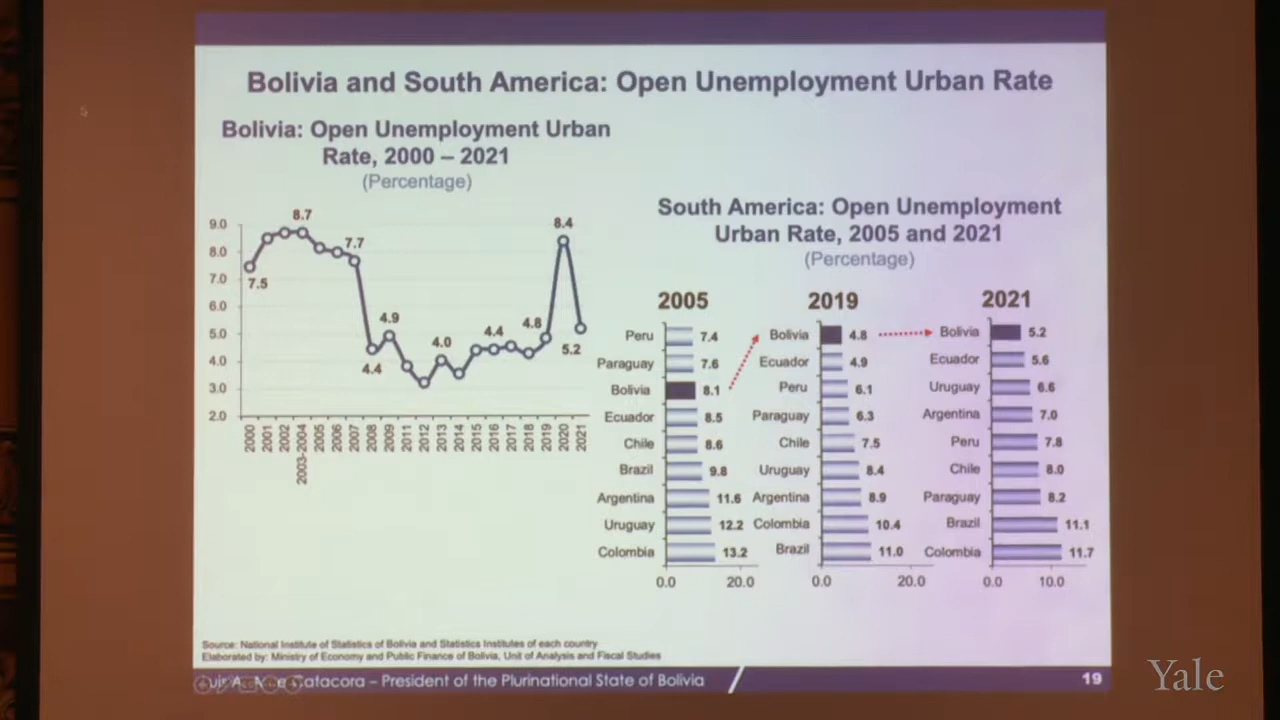 Bolivia and South America: Open Unemployment Urban Rate
Bolivia: Open Unemployment Urban
Rate, 2000 – 2021
(Percentage)
9.0
8.0
7.0
6.0
5.0
4.0
3.0
2.0
7.5
8.7
7.7
4.4
4.9
4.0
4.4
4.8
8.4
5.2
2000
2001
2002
2003-2004
2005
2006
2007
2008
2009
2011
2012
2013
2014
2015
2016
2017
2018
2019
2020
2021
South America: Open Unemployment
Urban Rate, 2005 and 2021
(Percentage)
2005
Peru 7.4
Paraguay 7.6
Bolivia 8.1
Ecuador 8.5
Chile 8.6
Brazil 9.8
Argentina 11.6
Uruguay 12.2
Colombia 13.2
0.0 20.0
2019
Bolivia 4.8
Ecuador 4.9
Peru 6.1
Paraguay 6.3
Chile 7.5
Uruguay 8.4
Argentina 8.9
Colombia 10.4
Brazil 11.0
0.0 20.0
2021
Bolivia 5.2
Ecuador 5.6
Uruguay 6.6
Argentina 7.0
Peru 7.8
Chile 8.0
Paraguay 8.2
Brazil 11.1
Colombia 11.7
0.0 10.0
Source: National Institute of Statistics of Bolivia and Statistics Institutes of each country
Elaborated by: Ministry of Economy and Public Finance of Bolivia, Unit of Analysis and Fiscal Studies
Catacora – President of the Plurinational State of Bolivia
19
Yale